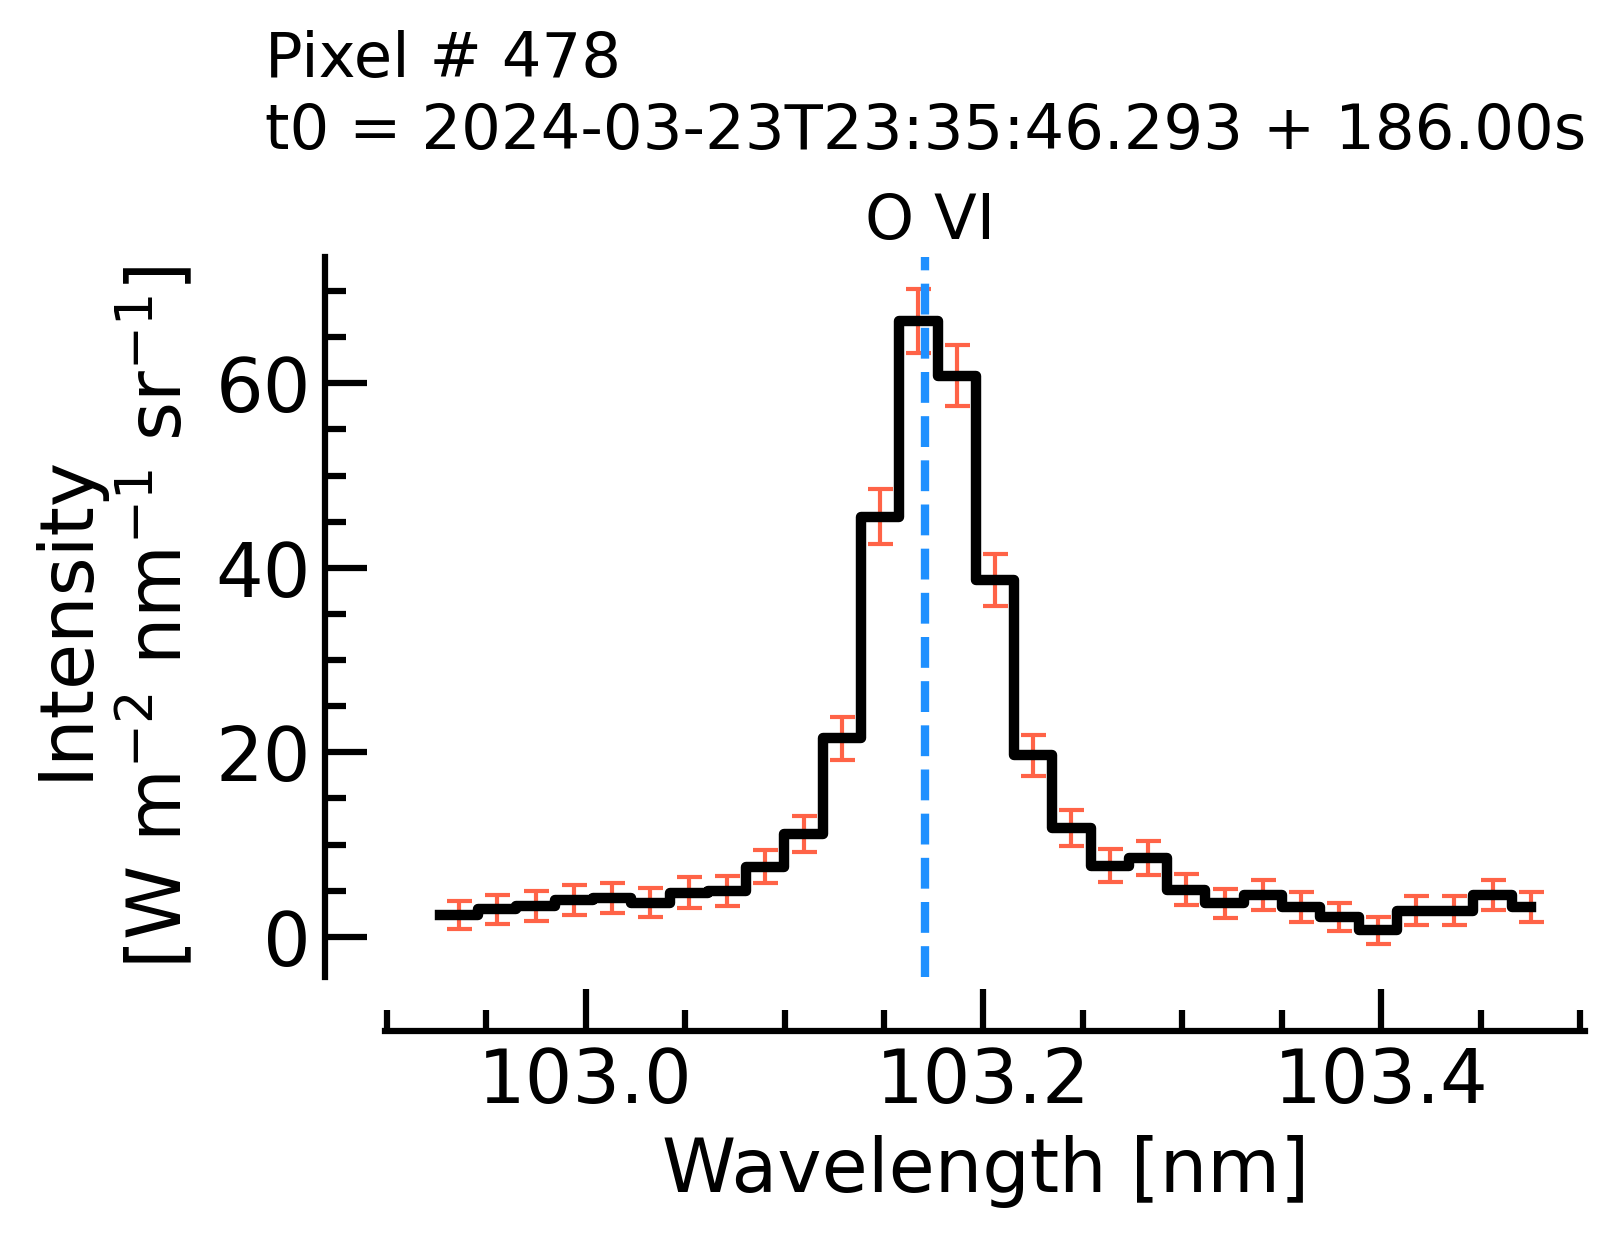 Pixel # 478
t0 = 2024-03-23T23:35:46.293 + 186.00s
O VI
Intensity
[W m⁻² nm⁻¹ sr⁻¹]
60
40
20
0
103.0 103.2 103.4
Wavelength [nm]